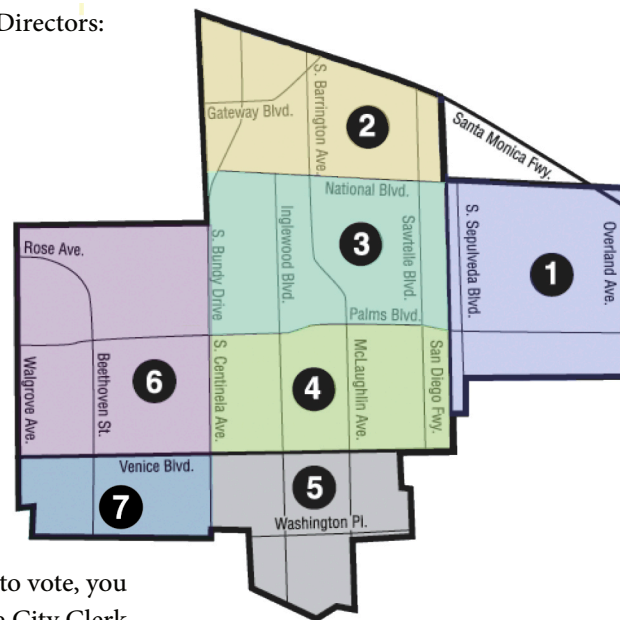 Directors:
Santa Monica Fwy.
Gateway Blvd.
S. Barrington Ave.
2
National Blvd.
Inglewood Blvd.
3
Sawtelle Blvd.
S. Sepulveda Blvd.
1
Overland Ave.
Rose Ave.
S. Bundy Drive
Palms Blvd.
Walgrove Ave.
Beethoven St.
6
S. Centinela Ave.
4
McLaughlin Ave.
San Diego Fwy.
Venice Blvd.
7
5
Washington Pl.
to vote, you
City Clerk